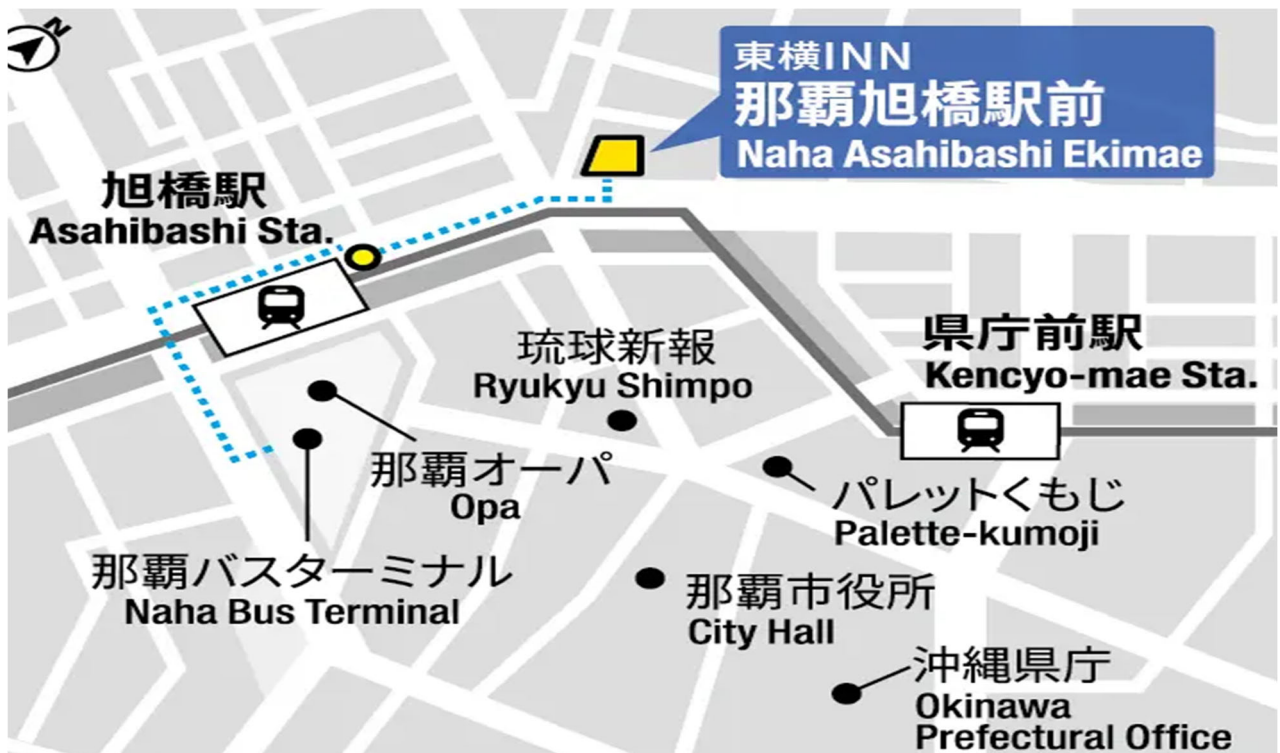 N
東横INN
那覇旭橋駅前
Naha Asahibashi Ekimae
旭橋駅
Asahibashi Sta.
琉球新報
Ryukyu Shimpo
県庁前駅
Kencyo-mae Sta.
那覇オーパ
Opa
パレットくもじ
Palette-kumoji
那覇バスターミナル
Naha Bus Terminal
那覇市役所
City Hall
沖縄県庁
Okinawa
Prefectural Office